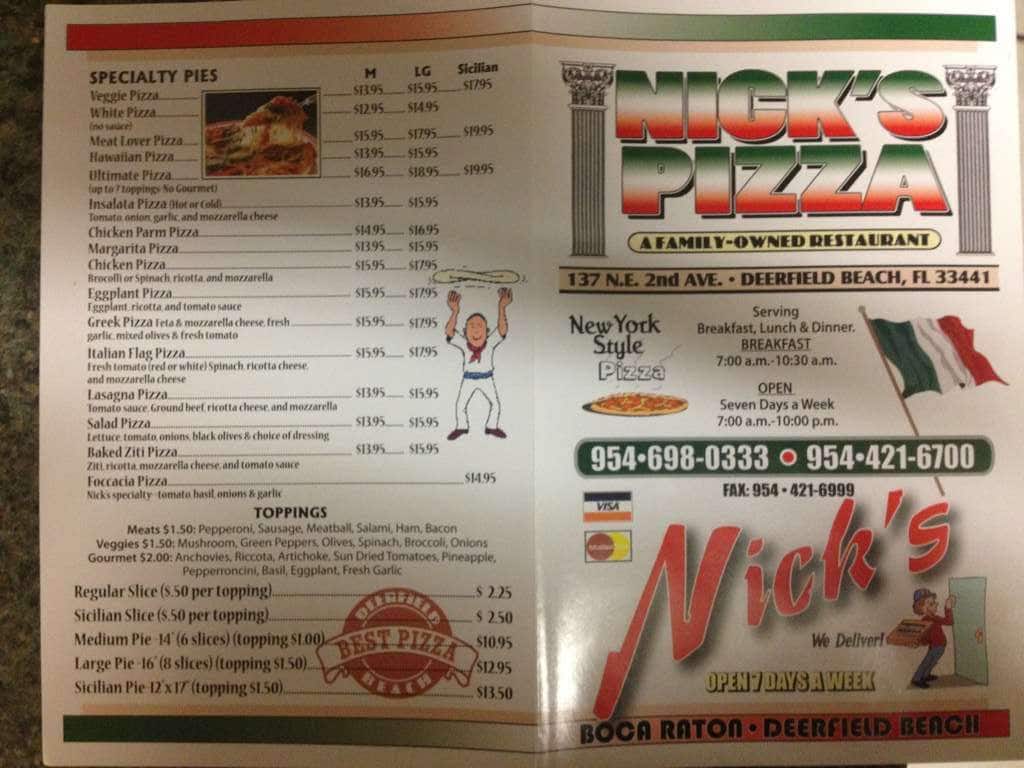 SPECIALTY PIES M LG Sicilian
Veggie Pizza $13.95 $15.95 $17.95
White Pizza $12.95 $14.95
(no sauce)
Meat Lover Pizza $15.95 $17.95 $19.95
Hawaiian Pizza $13.95 $15.95
Ultimate Pizza $16.95 $18.95 $19.95
(up to 7 toppings-No Gourmet)
Insalata Pizza (Hot or Cold) $13.95 $15.95
Tomato, onion, garlic, and mozzarella cheese
Chicken Parm Pizza $14.95 $16.95
Margarita Pizza $13.95 $15.95
Chicken Pizza $15.95 $17.95
Brocolli or Spinach, ricotta, and mozzarella
Eggplant Pizza $15.95 $17.95
Eggplant, ricotta, and tomato sauce
Greek Pizza Feta & mozzarella cheese, fresh $15.95 $17.95
garlic, mixed olives & fresh tomato
Italian Flag Pizza $15.95 $17.95
Fresh tomato (red or white) Spinach, ricotta cheese,
and mozzarella cheese
Lasagna Pizza $13.95 $15.95
Tomato sauce, Ground beef, ricotta cheese, and mozzarella
Salad Pizza $13.95 $15.95
Lettuce, tomato, onions, black olives & choice of dressing
Baked Ziti Pizza $13.95 $15.95
Ziti, ricotta, mozzarella cheese, and tomato sauce
Foccacia Pizza $14.95
Nick's specialty -tomato, basil, onions & garlic
TOPPINGS
Meats $1.50: Pepperoni, Sausage, Meatball, Salami, Ham, Bacon
Veggies $1.50: Mushroom, Green Peppers, Olives, Spinach, Broccoli, Onions
Gourmet $2.00: Anchovies, Riccota, Artichoke, Sun Dried Tomatoes, Pineapple,
Pepperroncini, Basil, Eggplant, Fresh Garlic
Regular Slice ($.50 per topping) $ 2.25
Sicilian Slice ($.50 per topping) $ 2.50
Medium Pie -14" (6 slices) (topping $1.00) $10.95
Large Pie -16" (8 slices) (topping $1.50) $12.95
Sicilian Pie-12"x17" (topping $1.50) $13.50
DEERFIELD
BEST PIZZA
BEACH
NICK'S
PIZZA
A FAMILY-OWNED RESTAURANT
137 N.E. 2nd AVE. • DEERFIELD BEACH, FL 33441
New York
Style
Pizza
Serving
Breakfast, Lunch & Dinner.
BREAKFAST
7:00 a.m.-10:30 a.m.
OPEN
Seven Days a Week
7:00 a.m.-10:00 p.m.
954•698-0333 • 954•421-6700
FAX: 954 • 421-6999
VISA
MasterCard
Nick's
We Deliver!
OPEN 7 DAYS A WEEK
BOCA RATON • DEERFIELD BEACH